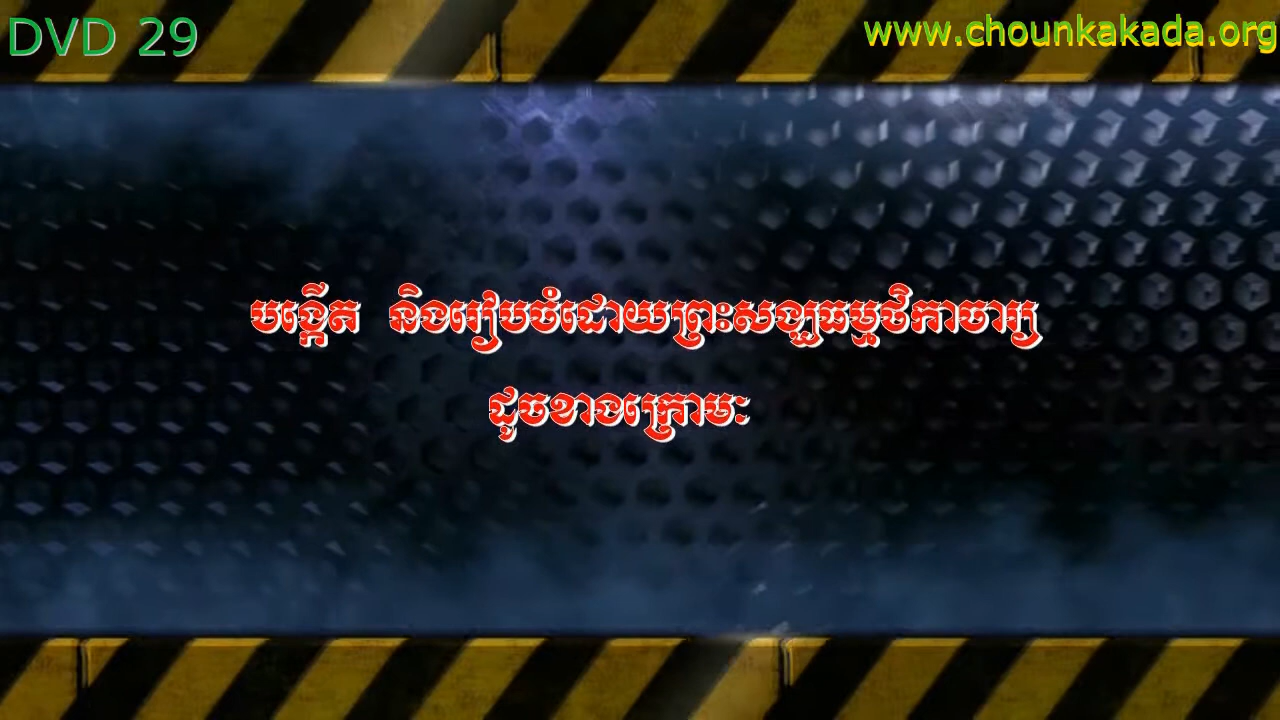 DVD 29
www.chounkakada.org
បង្កើត និងរៀបចំដោយព្រះសង្ឃធម្មថិកាចារ្យ
ដូចខាងក្រោមៈ